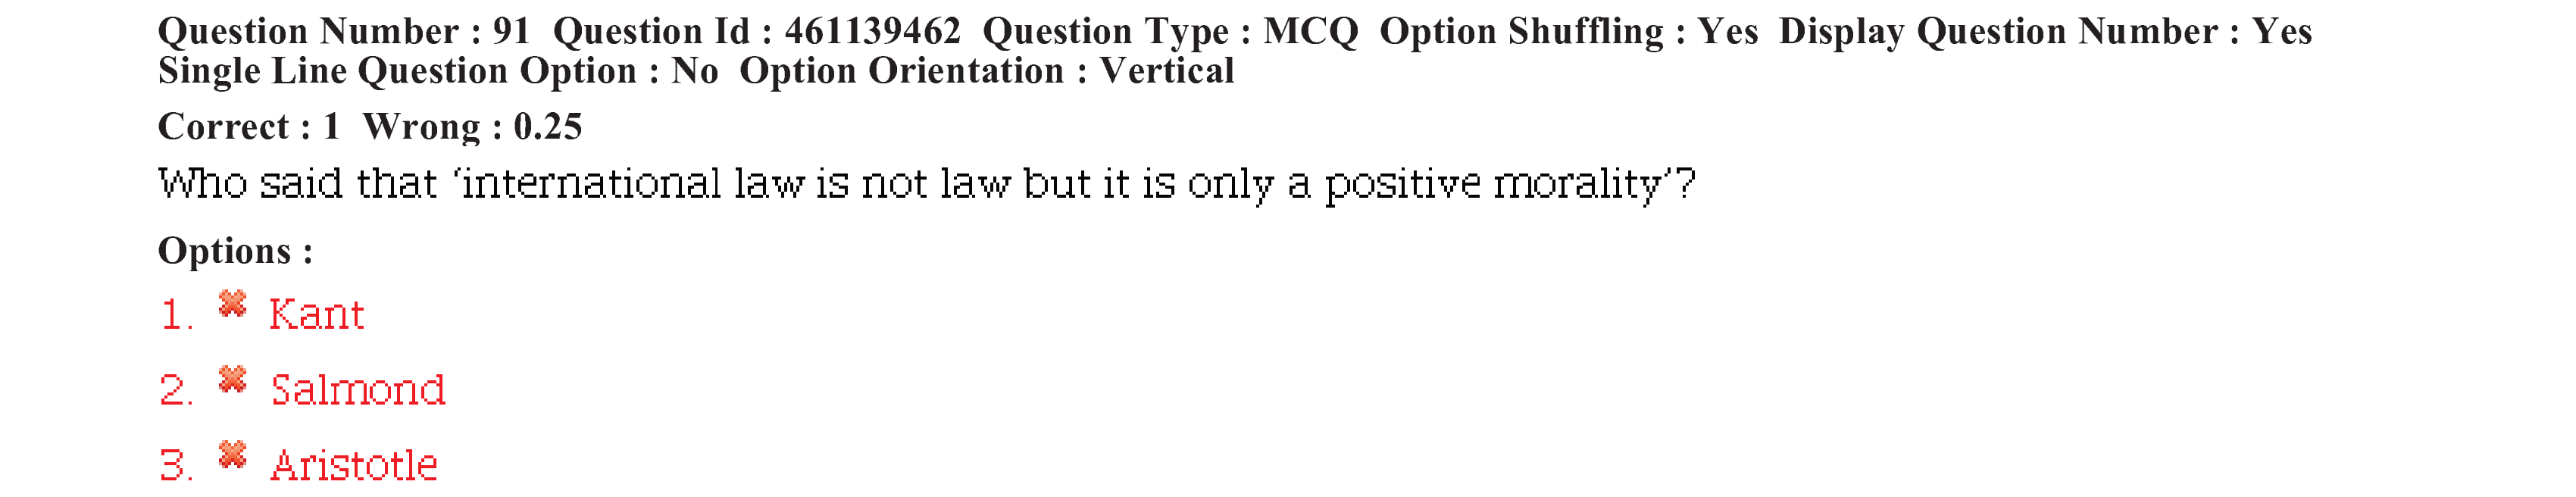 Question Number : 91 Question Id : 461139462 Question Type : MCQ Option Shuffling : Yes Display Question Number : Yes
Single Line Question Option : No Option Orientation : Vertical
Correct : 1 Wrong : 0.25
Who said that ‘international law is not law but it is only a positive morality’?
Options :
1. ✖ Kant
2. ✖ Salmond
3. ✖ Aristotle